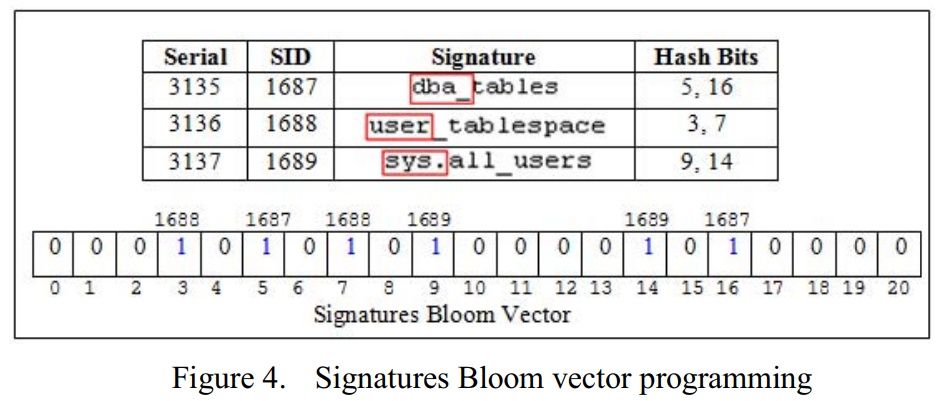 Serial SID Signature Hash Bits
3135 1687 dba_tables 5, 16
3136 1688 user_tablespace 3, 7
3137 1689 sys.all_users 9, 14
1688 1687 1688 1689 1689 1687
0 0 0 1 0 1 0 1 0 1 0 0 0 0 1 0 1 0 0 0 0
0 1 2 3 4 5 6 7 8 9 10 11 12 13 14 15 16 17 18 19 20
Signatures Bloom Vector
Figure 4. Signatures Bloom vector programming